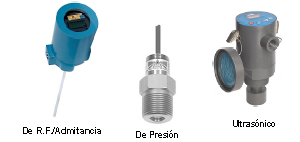 De R.F./Admitancia
De Presión
Ultrasónico